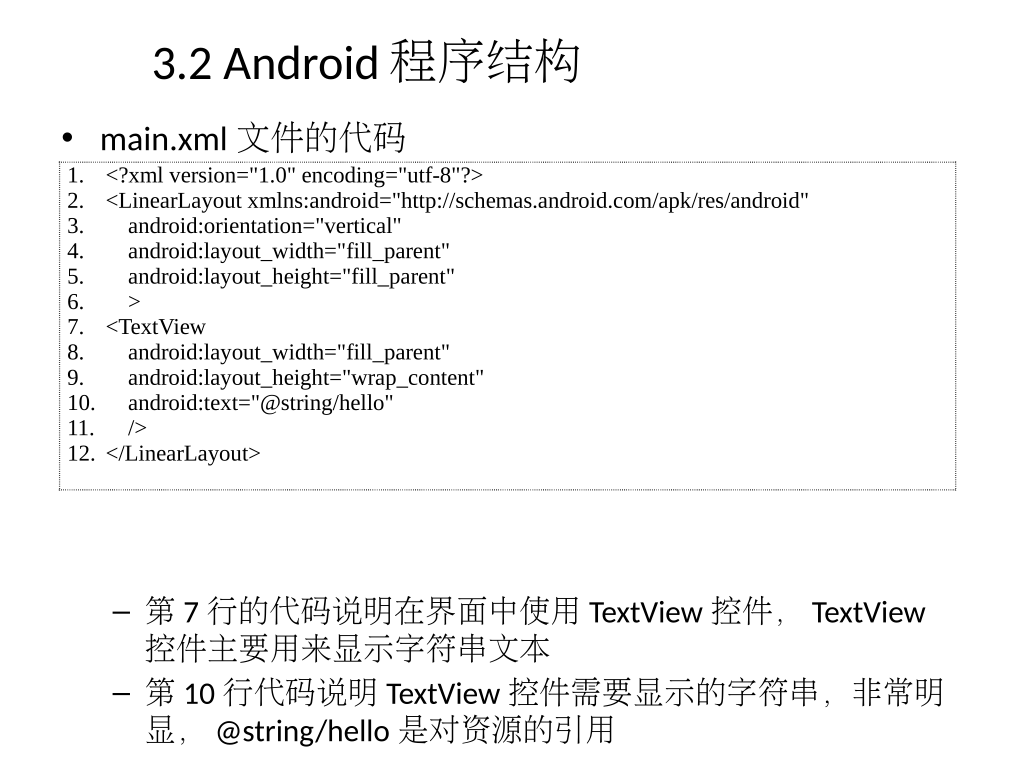 3.2 Android 程序结构
• main.xml 文件的代码
1. <?xml version="1.0" encoding="utf-8"?>
2. <LinearLayout xmlns:android="http://schemas.android.com/apk/res/android"
3. android:orientation="vertical"
4. android:layout_width="fill_parent"
5. android:layout_height="fill_parent"
6. >
7. <TextView
8. android:layout_width="fill_parent"
9. android:layout_height="wrap_content"
10. android:text="@string/hello"
11. />
12. </LinearLayout>
– 第 7 行的代码说明在界面中使用 TextView 控件， TextView
控件主要用来显示字符串文本
– 第 10 行代码说明 TextView 控件需要显示的字符串，非常明
显， @string/hello 是对资源的引用